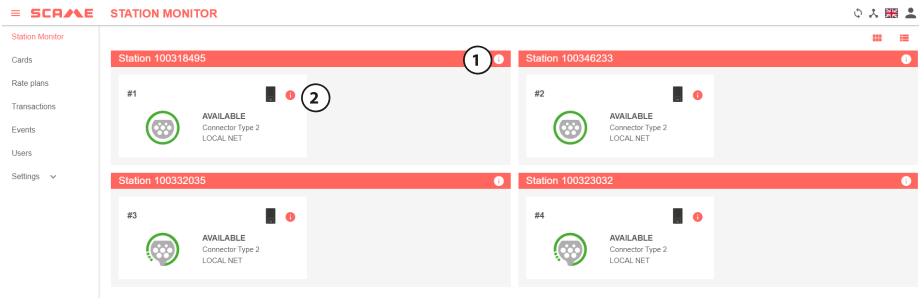 SCAME STATION MONITOR
Station Monitor
Cards
Rate plans
Transactions
Events
Users
Settings
Station 100318495 1
#1 2
AVAILABLE
Connector Type 2
LOCAL NET
Station 100346233
#2
AVAILABLE
Connector Type 2
LOCAL NET
Station 100332035
#3
AVAILABLE
Connector Type 2
LOCAL NET
Station 100323032
#4
AVAILABLE
Connector Type 2
LOCAL NET